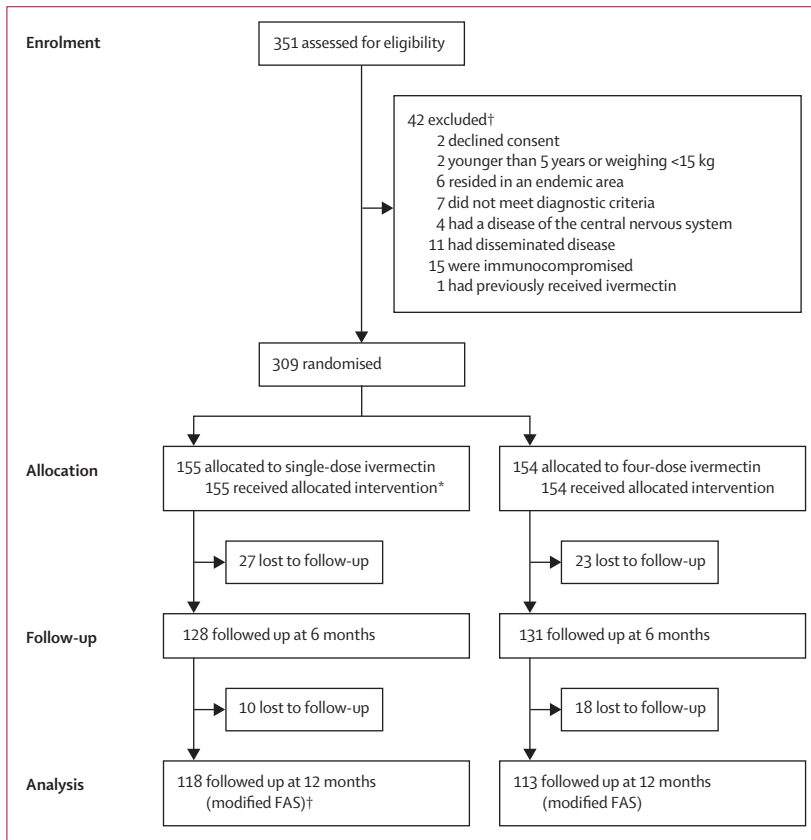 Enrolment
351 assessed for eligibility
42 excluded†
2 declined consent
2 younger than 5 years or weighing <15 kg
6 resided in an endemic area
7 did not meet diagnostic criteria
4 had a disease of the central nervous system
11 had disseminated disease
15 were immunocompromised
1 had previously received ivermectin
309 randomised
Allocation
155 allocated to single-dose ivermectin
155 received allocated intervention*
154 allocated to four-dose ivermectin
154 received allocated intervention
27 lost to follow-up
23 lost to follow-up
Follow-up
128 followed up at 6 months
131 followed up at 6 months
10 lost to follow-up
18 lost to follow-up
Analysis
118 followed up at 12 months
(modified FAS)†
113 followed up at 12 months
(modified FAS)